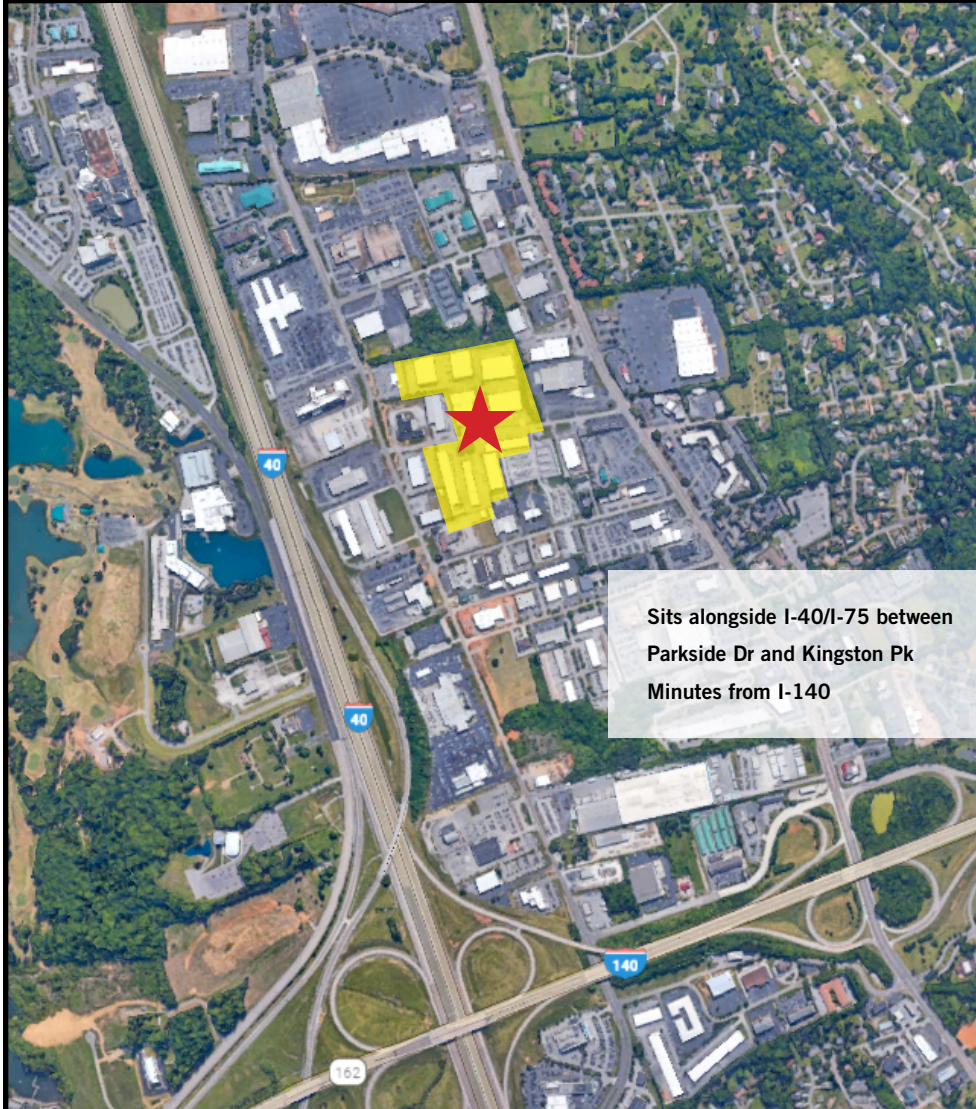 40
40
Sits alongside I-40/I-75 between
Parkside Dr and Kingston Pk
Minutes from I-140
140
162